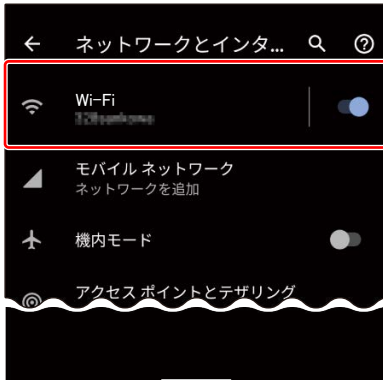 ネットワークとインタ...
Wi-Fi
モバイル ネットワーク
ネットワークを追加
機内モード
アクセス ポイントとテザリング